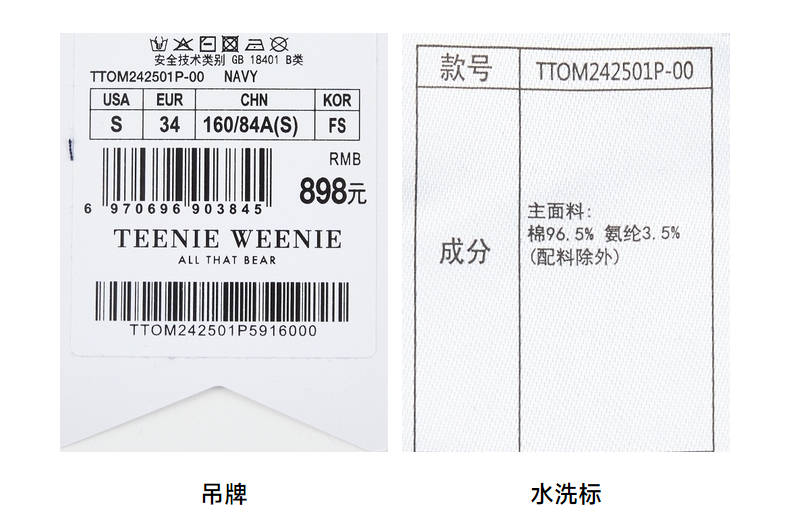 安全技术类别 GB 18401 B类
TTOM242501P-00 NAVY
USA EUR CHN KOR
S 34 160/84A(S) FS
RMB
898元
6 970696 903845
TEENIE WEENIE
ALL THAT BEAR
TTOM242501P5916000
款号 TTOM242501P-00
成分
主面料:
棉96.5% 氨纶3.5%
(配料除外)
吊牌 水洗标